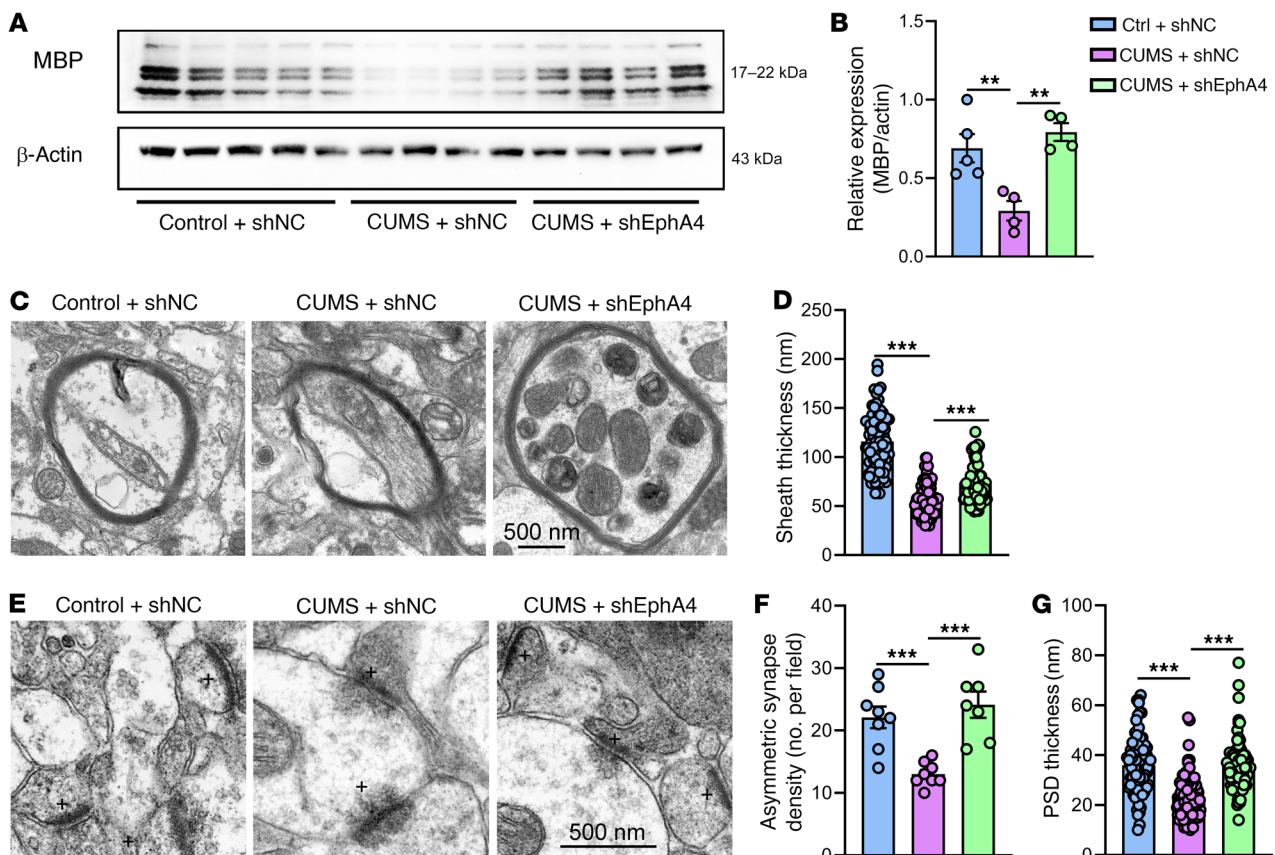 A
MBP
17–22 kDa
β-Actin
43 kDa
Control + shNC
CUMS + shNC
CUMS + shEphA4
B
Relative expression
(MBP/actin)
1.5
1.0
0.5
0.0
**
**
Ctrl + shNC
CUMS + shNC
CUMS + shEphA4
C
Control + shNC
CUMS + shNC
CUMS + shEphA4
500 nm
D
Sheath thickness (nm)
250
200
150
100
50
0
***
***
E
Control + shNC
CUMS + shNC
CUMS + shEphA4
+
+
+
+
+
+
+
+
500 nm
F
Asymmetric synapse
density (no. per field)
40
30
20
10
***
***
G
PSD thickness (nm)
100
80
60
40
20
***
***